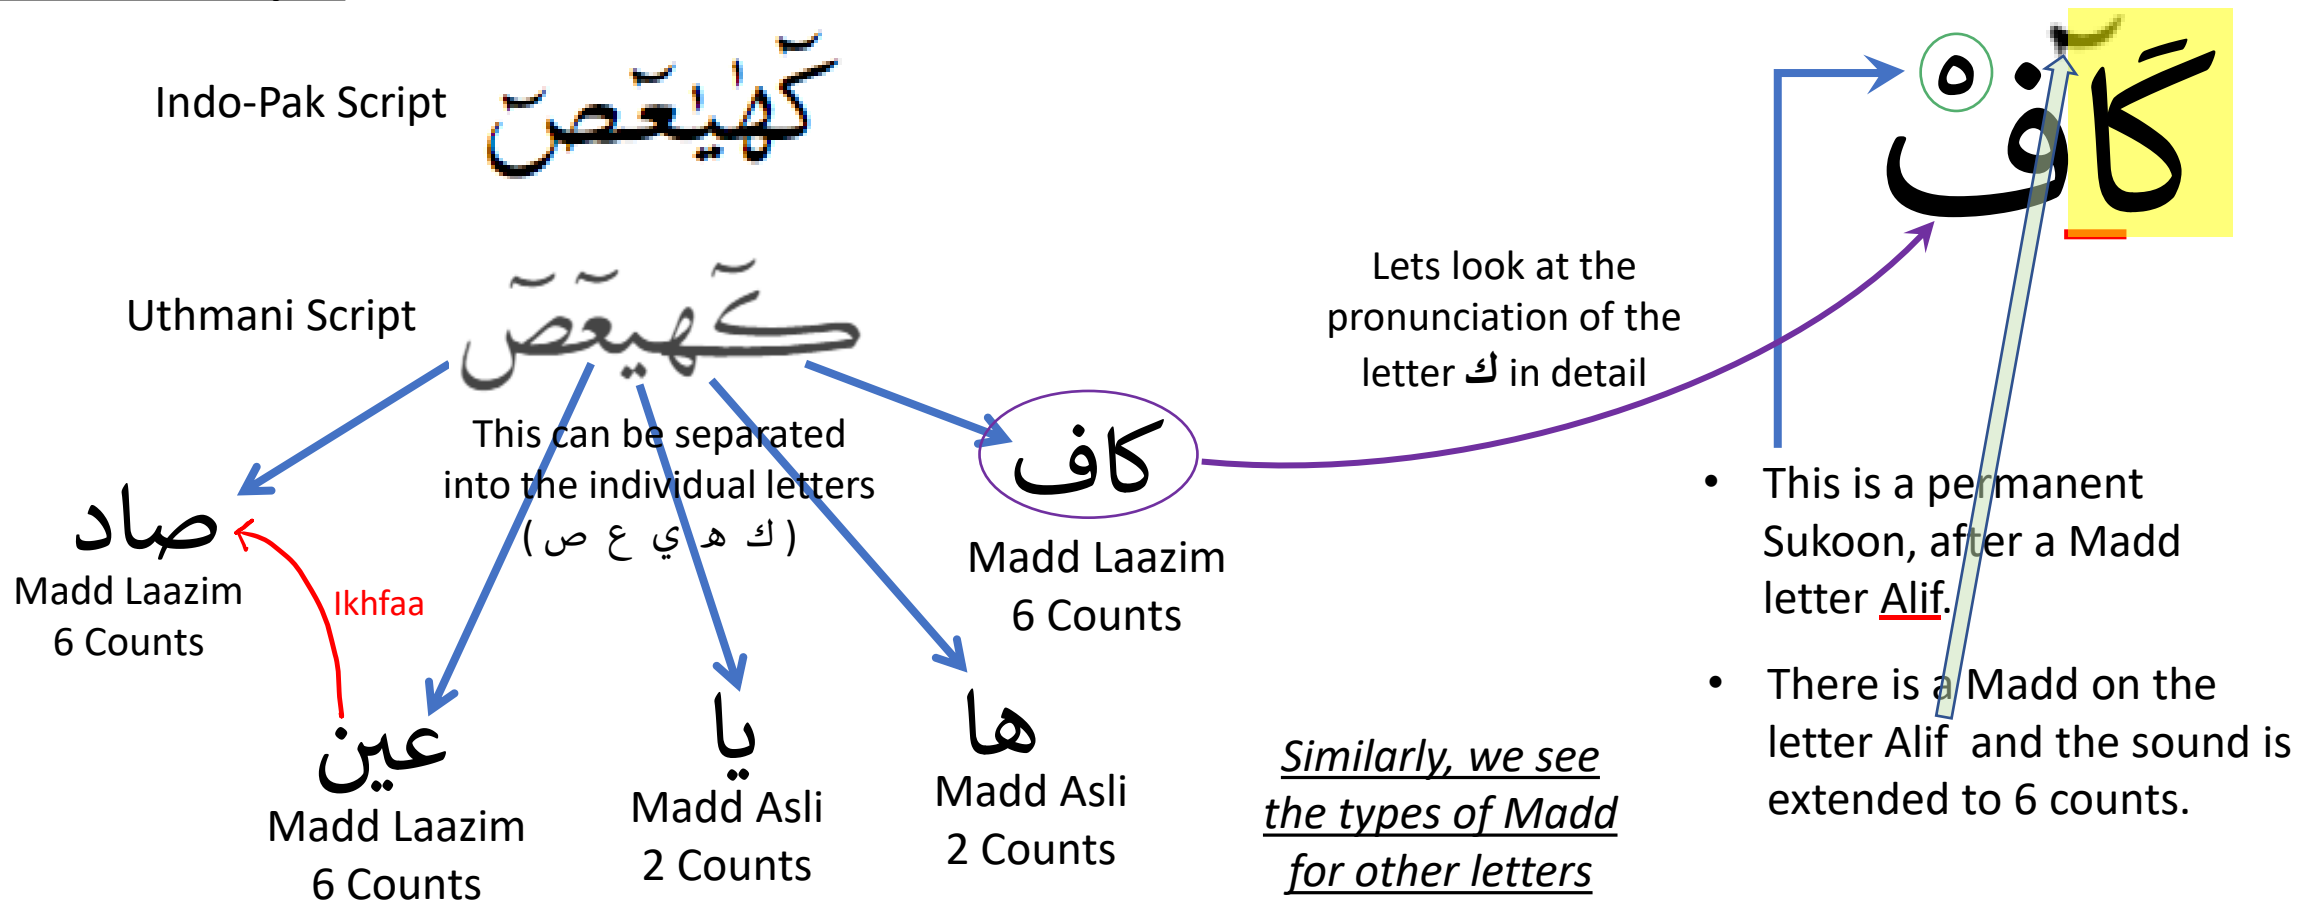 Indo-Pak Script
كٓهٰيٰعٓصٓ
Uthmani Script
كٓهيعٓصٓ
This can be separated
into the individual letters
( ك ه ي ع ص )
كاف
Madd Laazim
6 Counts
ها
Madd Asli
2 Counts
يا
Madd Asli
2 Counts
عين
Madd Laazim
6 Counts
Ikhfaa
صاد
Madd Laazim
6 Counts
Lets look at the
pronunciation of the
letter ك in detail
كَآفْ
• This is a permanent
Sukoon, after a Madd
letter Alif.
• There is a Madd on the
letter Alif and the sound is
extended to 6 counts.
Similarly, we see
the types of Madd
for other letters